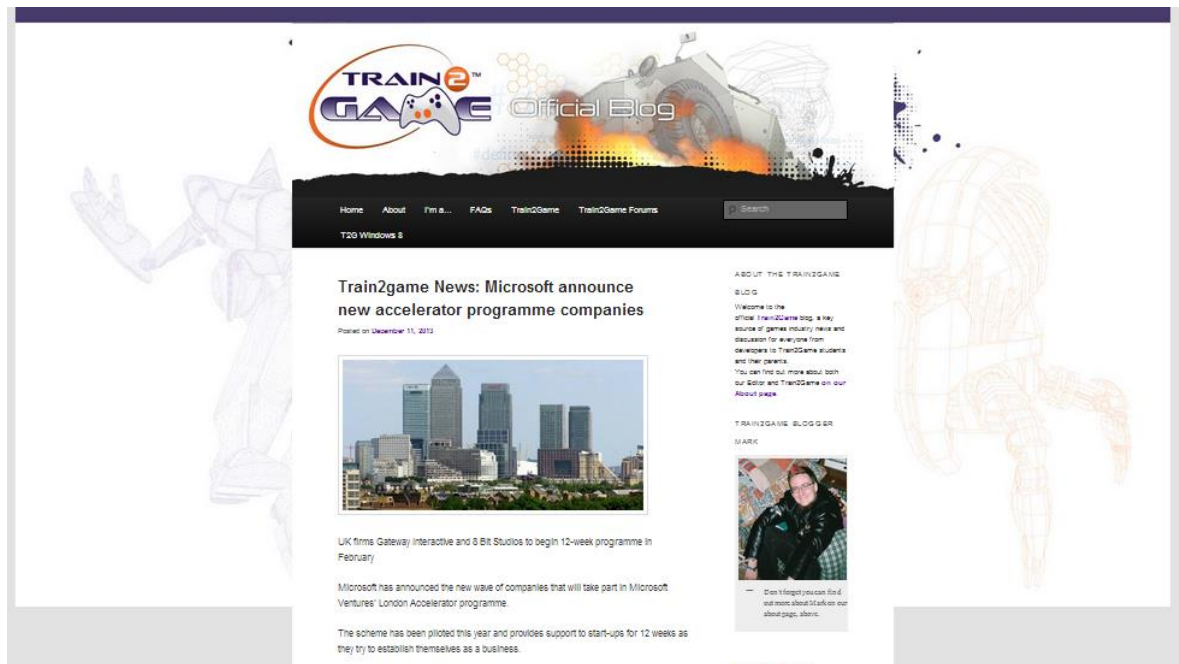 TRAIN2™
GAME Official Blog
#define
Home About I'm a... FAQs Train2Game Train2Game Forums Search
T2G Windows 8
Train2game News: Microsoft announce
new accelerator programme companies
Posted on December 11, 2013
UK firms Gateway Interactive and 8 Bit Studios to begin 12-week programme in
February
Microsoft has announced the new wave of companies that will take part in Microsoft
Ventures' London Accelerator programme.
The scheme has been piloted this year and provides support to start-ups for 12 weeks as
they try to establish themselves as a business.
ABOUT THE TRAIN2GAME
BLOG
Welcome to the
official Train2Game blog, a key
source of games industry news and
discussion for everyone from
developers to Train2Game students
and their parents.
You can find out more about both
our Editor and Train2Game on our
About page.
TRAIN2GAME BLOGGER
MARK
— Don't forget you can find
out more about Mark on our
about page, above.